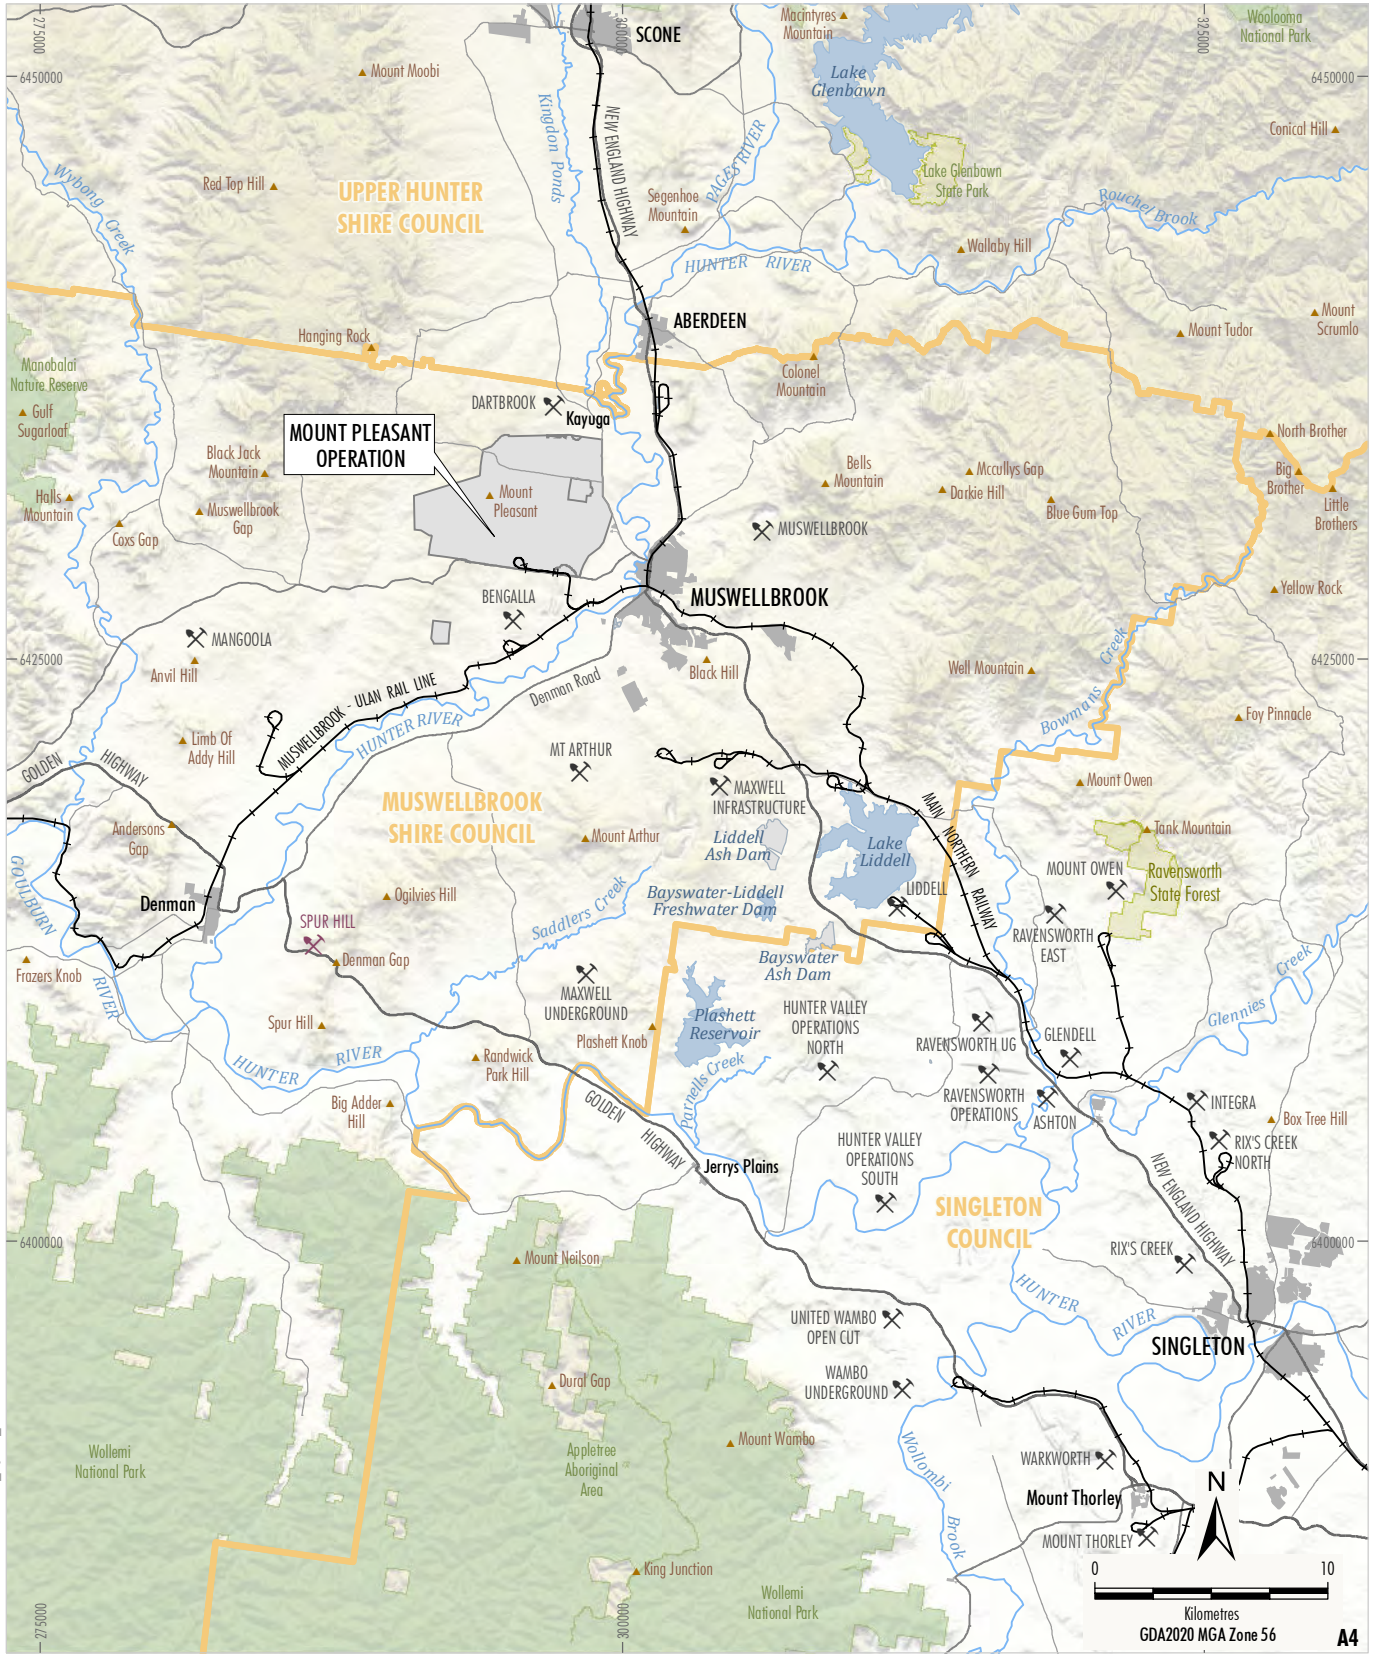 275000
300000
325000
SCONE
Macintyres
Mountain
Woolooma
National Park
6450000
6450000
Mount Moobi
Lake
Glenbawn
Kingdon Ponds
NEW ENGLAND HIGHWAY
PAGES RIVER
Conical Hill
Wybong Creek
Red Top Hill
UPPER HUNTER
SHIRE COUNCIL
Segenhoe
Mountain
Lake Glenbawn
State Park
Rouchel Brook
Wallaby Hill
HUNTER RIVER
ABERDEEN
Mount
Scrumlo
Mount Tudor
Hanging Rock
Manobalai
Nature Reserve
Colonel
Mountain
Gulf
Sugarloaf
DARTBROOK
Kayuga
MOUNT PLEASANT
OPERATION
North Brother
Black Jack
Mountain
Bells
Mountain
Mccullys Gap
Big
Brother
Halls
Mountain
Mount
Pleasant
Darkie Hill
Blue Gum Top
Little
Brothers
Muswellbrook
Gap
Coxs Gap
MUSWELLBROOK
BENGALLA
MUSWELLBROOK
Yellow Rock
MANGOOLA
6425000
6425000
Anvil Hill
Black Hill
Well Mountain
Bowmans Creek
Denman Road
MUSWELLBROOK - ULAN RAIL LINE
HUNTER RIVER
Foy Pinnacle
Limb Of
Addy Hill
GOLDEN HIGHWAY
MT ARTHUR
MAXWELL
INFRASTRUCTURE
Mount Owen
MUSWELLBROOK
SHIRE COUNCIL
MAIN NORTHERN RAILWAY
Andersons
Gap
Mount Arthur
Liddell
Ash Dam
Lake
Liddell
Tank Mountain
GOULBURN RIVER
Ravensworth
State Forest
MOUNT OWEN
Denman
Ogilvies Hill
Bayswater-Liddell
Freshwater Dam
LIDDELL
SPUR HILL
Saddlers Creek
RAVENSWORTH
EAST
Frazers Knob
Denman Gap
Bayswater
Ash Dam
MAXWELL
UNDERGROUND
Glennies Creek
Spur Hill
Plashett Knob
Plashett
Reservoir
HUNTER VALLEY
OPERATIONS
NORTH
RAVENSWORTH UG
GLENDELL
HUNTER RIVER
Randwick
Park Hill
Parnells Creek
RAVENSWORTH
OPERATIONS
ASHTON
INTEGRA
Big Adder
Hill
GOLDEN HIGHWAY
Box Tree Hill
HUNTER VALLEY
OPERATIONS
SOUTH
RIX'S CREEK
NORTH
Jerrys Plains
NEW ENGLAND HIGHWAY
SINGLETON
COUNCIL
6400000
6400000
Mount Neilson
RIX'S CREEK
HUNTER RIVER
UNITED WAMBO
OPEN CUT
SINGLETON
WAMBO
UNDERGROUND
Dural Gap
Wollombi Brook
Wollemi
National Park
Appletree
Aboriginal
Area
Mount Wambo
WARKWORTH
N
Mount Thorley
MOUNT THORLEY
King Junction
Wollemi
National Park
0 10
Kilometres
GDA2020 MGA Zone 56
A4
275000
300000